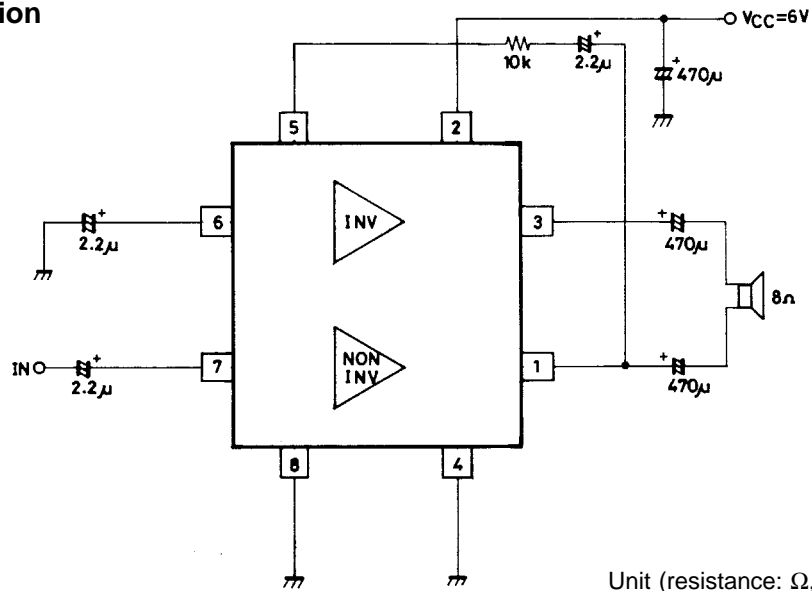 ion
VCC=6V
10k
2.2μ
470μ
5
2
INV
6
3
2.2μ
470μ
8Ω
NON
INV
IN
7
1
2.2μ
470μ
8
4
Unit (resistance: Ω,